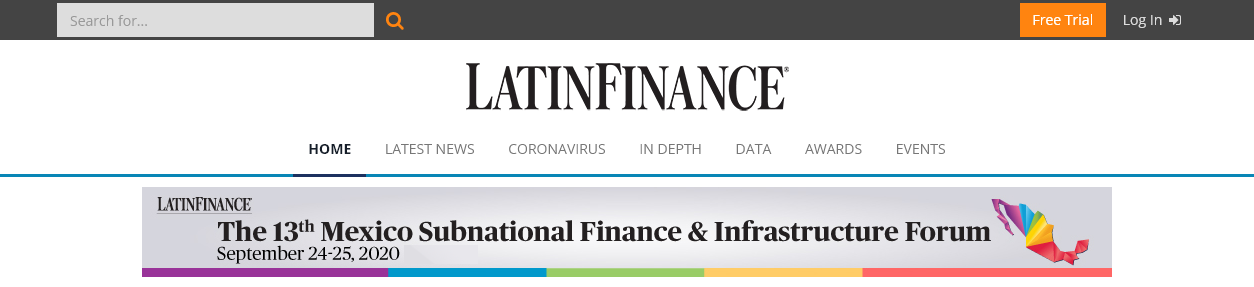 Search for...
Free Trial
Log In
LATINFINANCE®
HOME
LATEST NEWS
CORONAVIRUS
IN DEPTH
DATA
AWARDS
EVENTS
LATINFINANCE
The 13th Mexico Subnational Finance & Infrastructure Forum
September 24-25, 2020